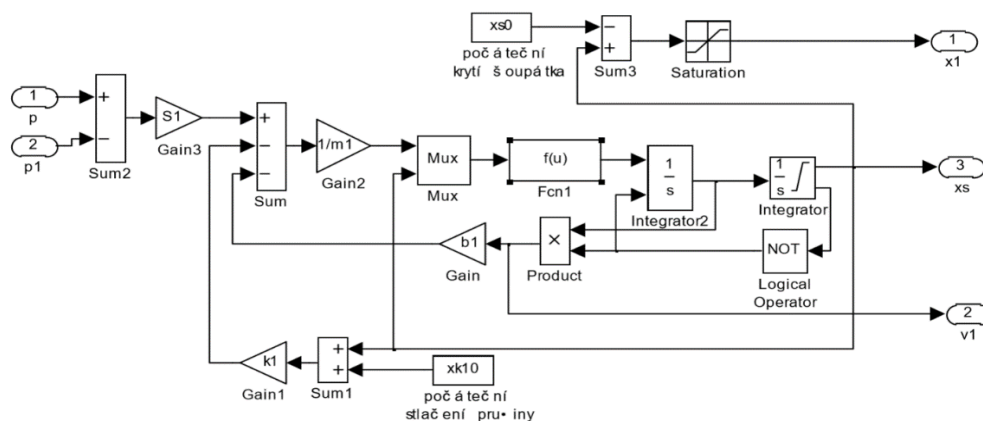 xs0
poč á teč ní
krytí š oupá tka
−
+
Sum3
Saturation
1
x1
1
p
2
p1
+
−
Sum2
S1
Gain3
+
−
−
Sum
1/m1
Gain2
Mux
Mux
f(u)
Fcn1
1
s
Integrator2
1
s
Integrator
3
xs
b1
Gain
×
Product
NOT
Logical
Operator
2
v1
k1
Gain1
+
+
Sum1
xk10
poč á teč ní
stlač ení pru• iny